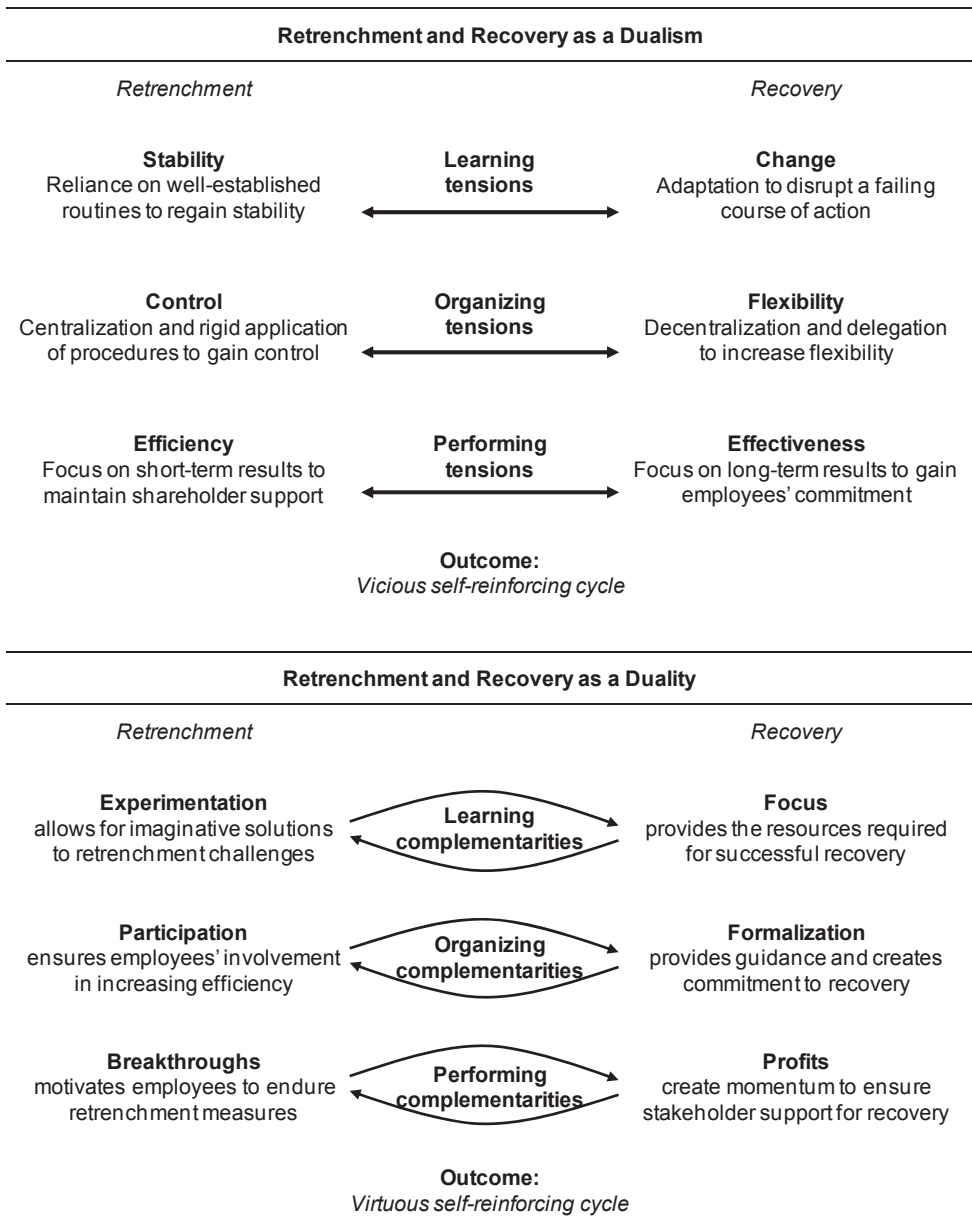 Retrenchment and Recovery as a Dualism
Retrenchment
Recovery
Stability
Reliance on well-established
routines to regain stability
Learning
tensions
Change
Adaptation to disrupt a failing
course of action
Control
Centralization and rigid application
of procedures to gain control
Organizing
tensions
Flexibility
Decentralization and delegation
to increase flexibility
Efficiency
Focus on short-term results to
maintain shareholder support
Performing
tensions
Effectiveness
Focus on long-term results to gain
employees' commitment
Outcome:
Vicious self-reinforcing cycle
Retrenchment and Recovery as a Duality
Retrenchment
Recovery
Experimentation
allows for imaginative solutions
to retrenchment challenges
Learning
complementarities
Focus
provides the resources required
for successful recovery
Participation
ensures employees' involvement
in increasing efficiency
Organizing
complementarities
Formalization
provides guidance and creates
commitment to recovery
Breakthroughs
motivates employees to endure
retrenchment measures
Performing
complementarities
Profits
create momentum to ensure
stakeholder support for recovery
Outcome:
Virtuous self-reinforcing cycle